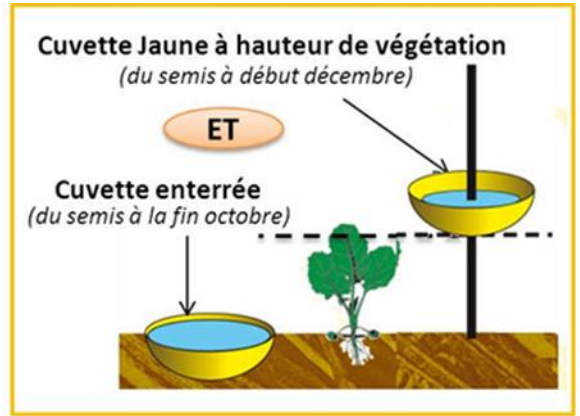 Cuvette Jaune à hauteur de végétation
(du semis à début décembre)
ET
Cuvette enterrée
(du semis à la fin octobre)